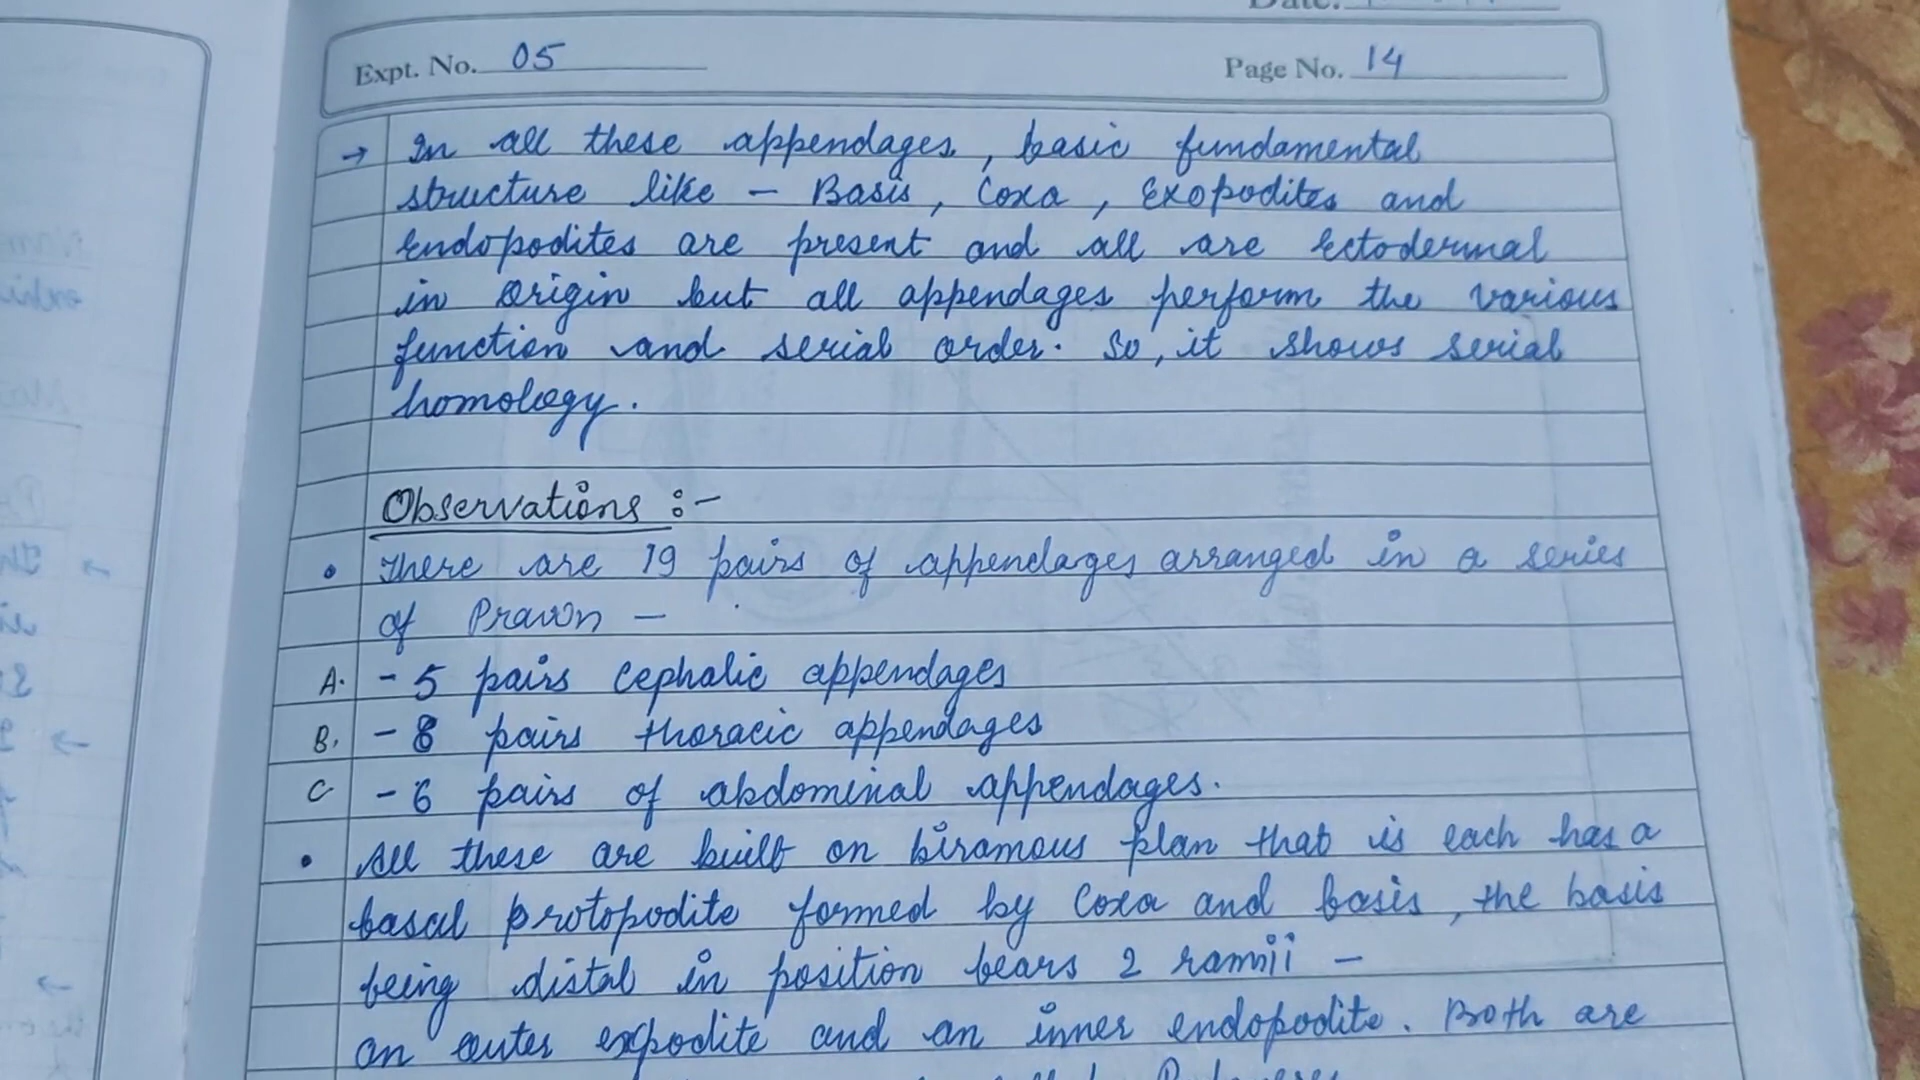 Date.
Expt. No. 05
Page No. 14
→ In all these appendages, basic fundamental
structure like - Basis, Coxa, Exopodites and
Endopodites are present and all are Ectodermal
in origin but all appendages perform the various
function and serial order. So, it shows serial
homology.
Observations :-
• There are 19 pairs of appendages arranged in a series
of Prawn -
A. - 5 pairs cephalic appendages
B. - 8 pairs thoracic appendages
C - 6 pairs of abdominal appendages.
• All these are built on biramous plan that is each has a
basal protopodite formed by Coxa and basis, the basis
being distal in position bears 2 ramii -
an outer expodite and an inner endopodite. Both are